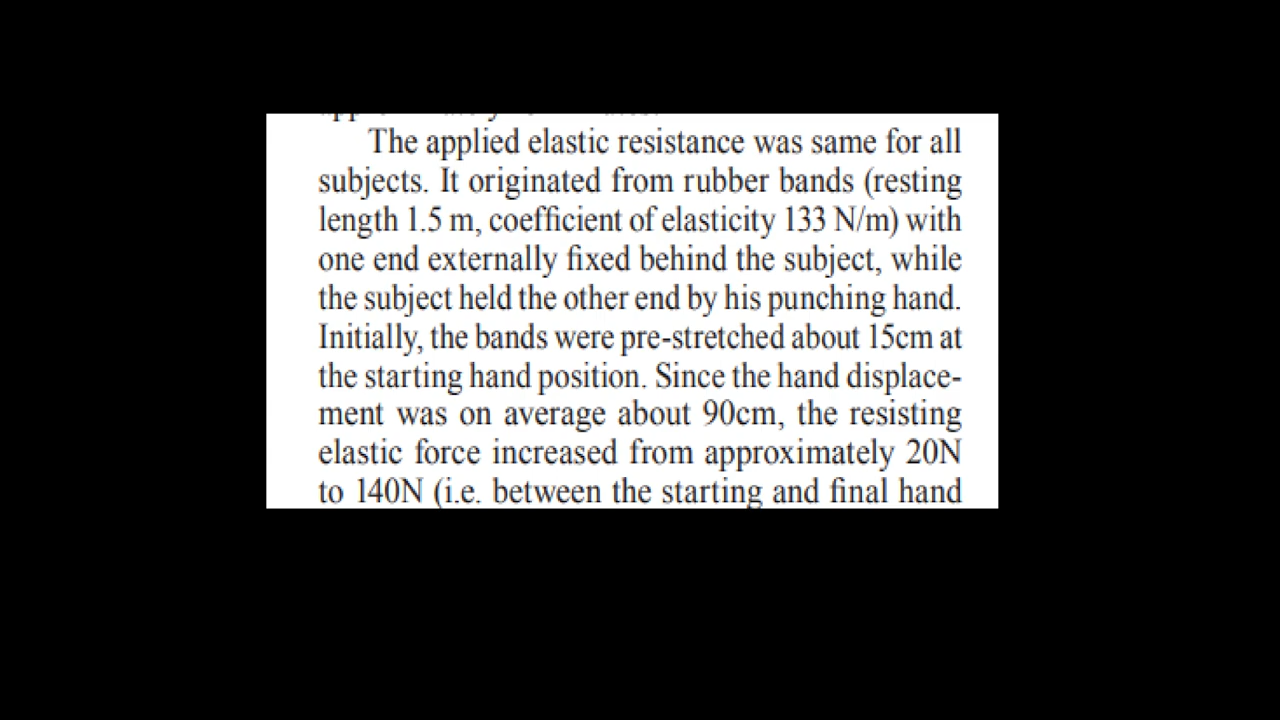 The applied elastic resistance was same for all
subjects. It originated from rubber bands (resting
length 1.5 m, coefficient of elasticity 133 N/m) with
one end externally fixed behind the subject, while
the subject held the other end by his punching hand.
Initially, the bands were pre-stretched about 15cm at
the starting hand position. Since the hand displace-
ment was on average about 90cm, the resisting
elastic force increased from approximately 20N
to 140N (i.e. between the starting and final hand